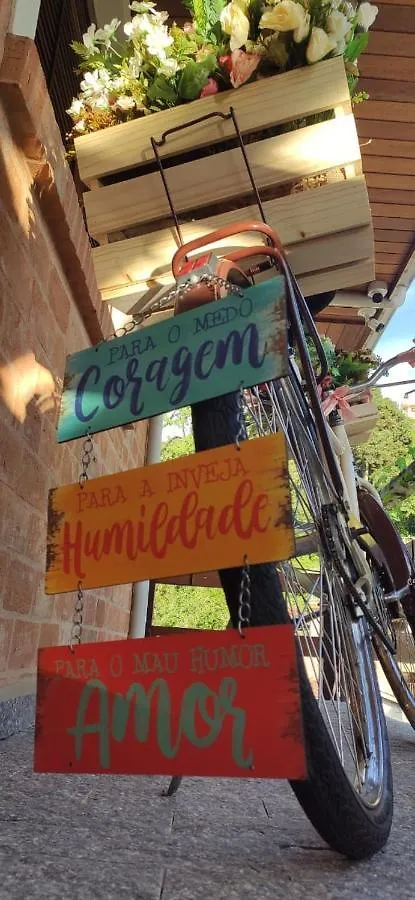 PARA O MEDO
Coragem
PARA A INVEJA
Humildade
PARA O MAU HUMOR
Amor